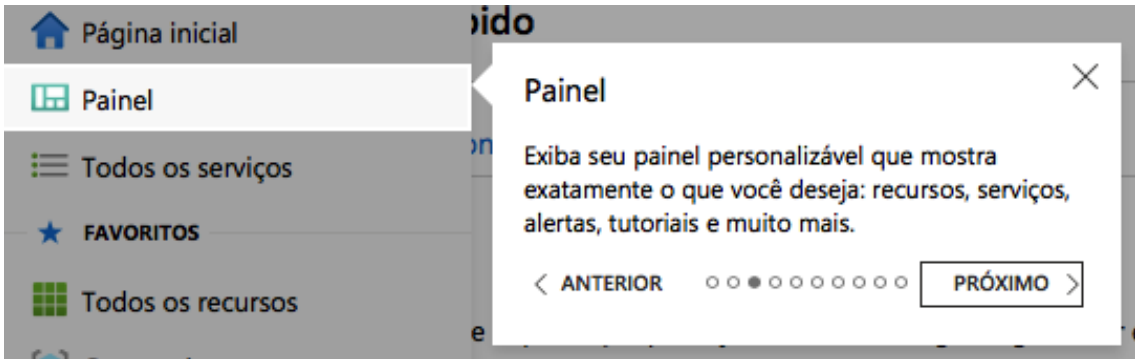 Página inicial
Painel
Todos os serviços
FAVORITOS
Todos os recursos
Painel
Exiba seu painel personalizável que mostra
exatamente o que você deseja: recursos, serviços,
alertas, tutoriais e muito mais.
ANTERIOR
PRÓXIMO